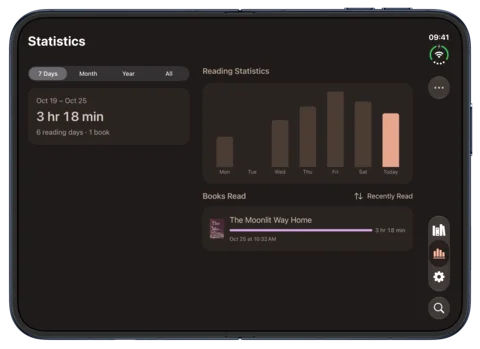 Statistics
09:41
7 Days
Month
Year
All
Oct 19 – Oct 25
3 hr 18 min
6 reading days · 1 book
Reading Statistics
Mon
Tue
Wed
Thu
Fri
Sat
Today
Books Read
Recently Read
The Moonlit Way Home
3 hr 18 min
Oct 25 at 10:32 AM